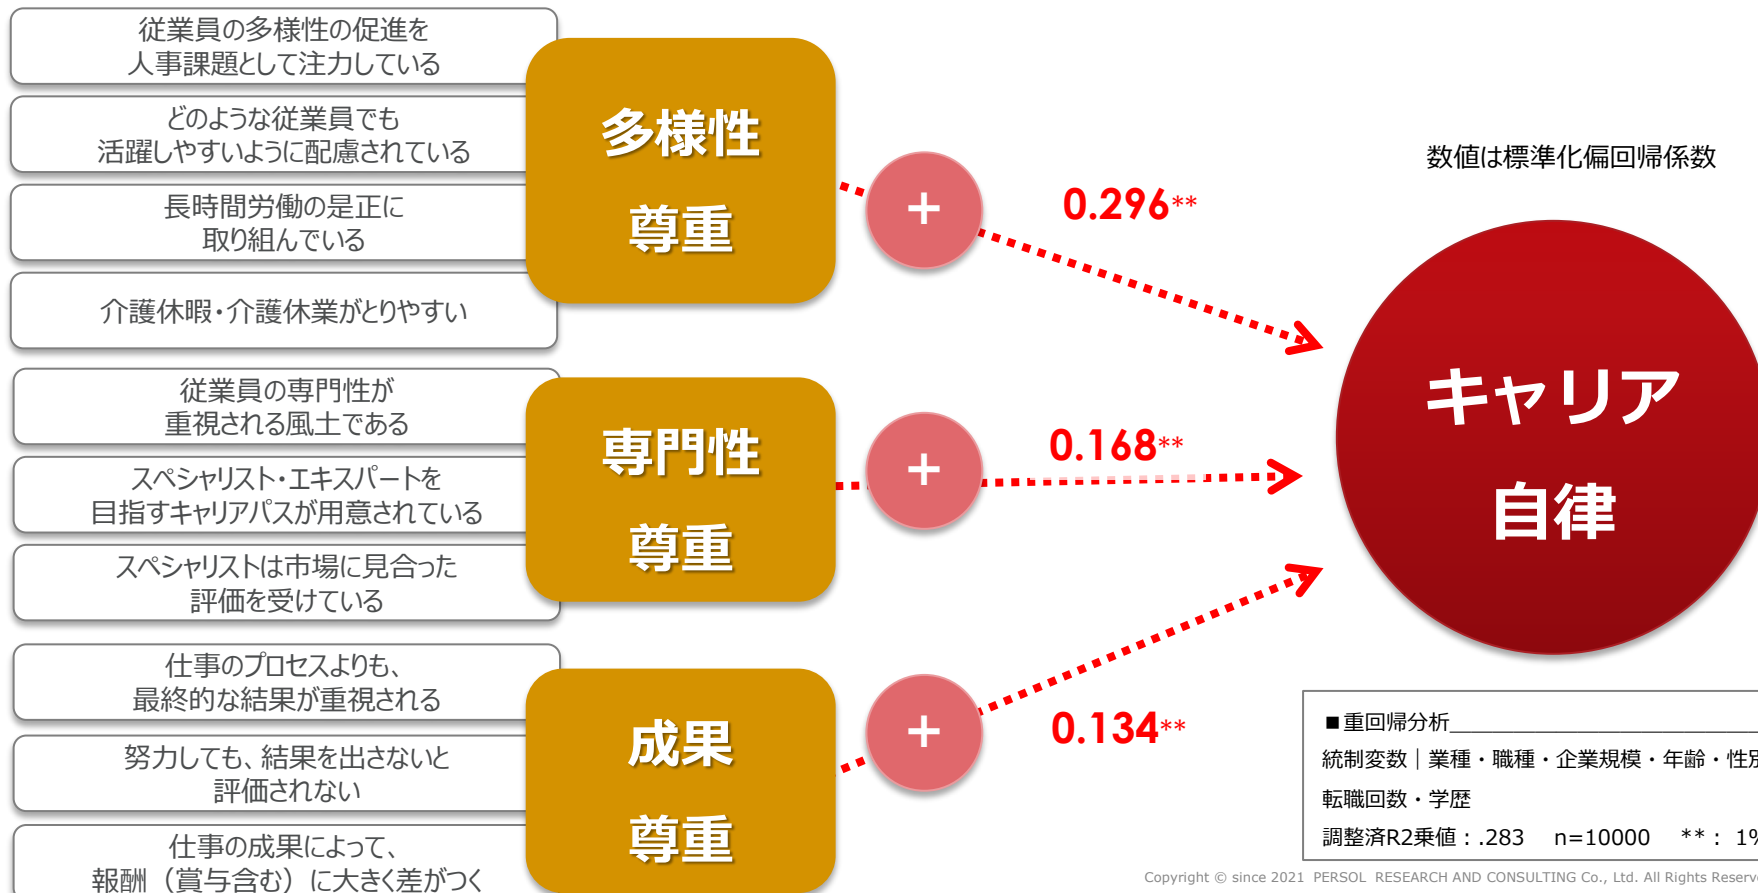 従業員の多様性の促進を
人事課題として注力している
どのような従業員でも
活躍しやすいように配慮されている
長時間労働の是正に
取り組んでいる
介護休暇・介護休業がとりやすい
多様性
尊重
+
0.296**
従業員の専門性が
重視される風土である
スペシャリスト・エキスパートを
目指すキャリアパスが用意されている
スペシャリストは市場に見合った
評価を受けている
専門性
尊重
+
0.168**
仕事のプロセスよりも、
最終的な結果が重視される
努力しても、結果を出さないと
評価されない
仕事の成果によって、
報酬（賞与含む）に大きく差がつく
成果
尊重
+
0.134**
数値は標準化偏回帰係数
キャリア
自律
■重回帰分析
統制変数｜業種・職種・企業規模・年齢・性別
転職回数・学歴
調整済R2乗値：.283 n=10000 **：1%
Copyright © since 2021 PERSOL RESEARCH AND CONSULTING Co., Ltd. All Rights Reserve